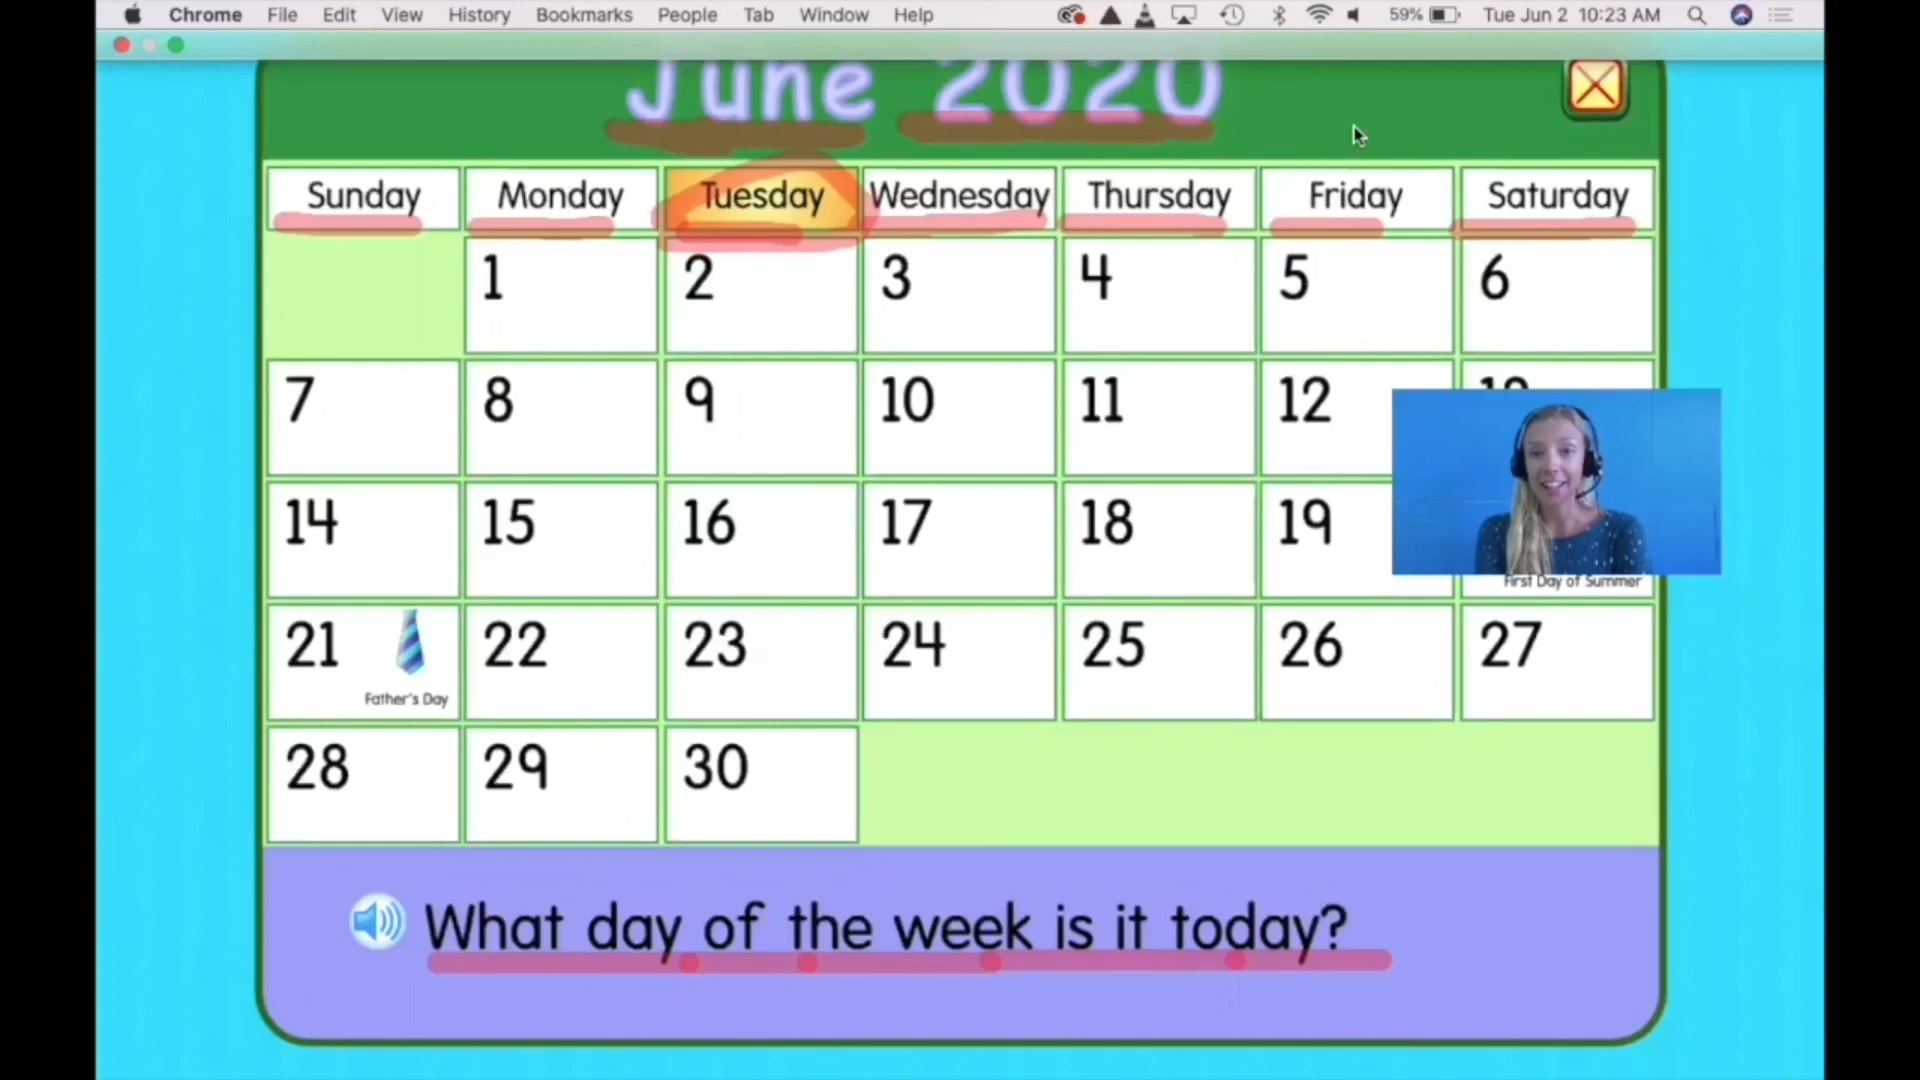 Chrome File Edit View History Bookmarks People Tab Window Help 59% Tue Jun 2 10:23 AM
June 2020
Sunday Monday Tuesday Wednesday Thursday Friday Saturday
1 2 3 4 5 6
7 8 9 10 11 12
14 15 16 17 18 19
First Day of Summer
21 22 23 24 25 26 27
Father's Day
28 29 30
What day of the week is it today?